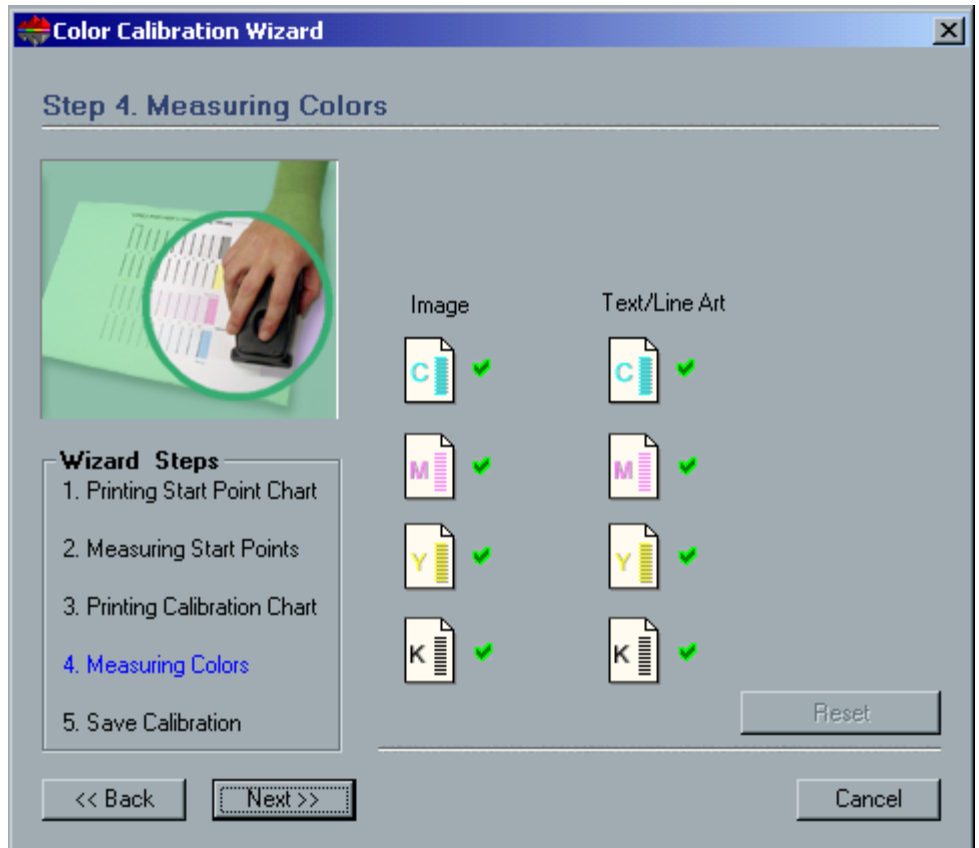 Color Calibration Wizard
Step 4. Measuring Colors
Image
Text/Line Art
C
C
M
M
Y
Y
K
K
Wizard Steps
1. Printing Start Point Chart
2. Measuring Start Points
3. Printing Calibration Chart
4. Measuring Colors
5. Save Calibration
Reset
<< Back
Next >>
Cancel